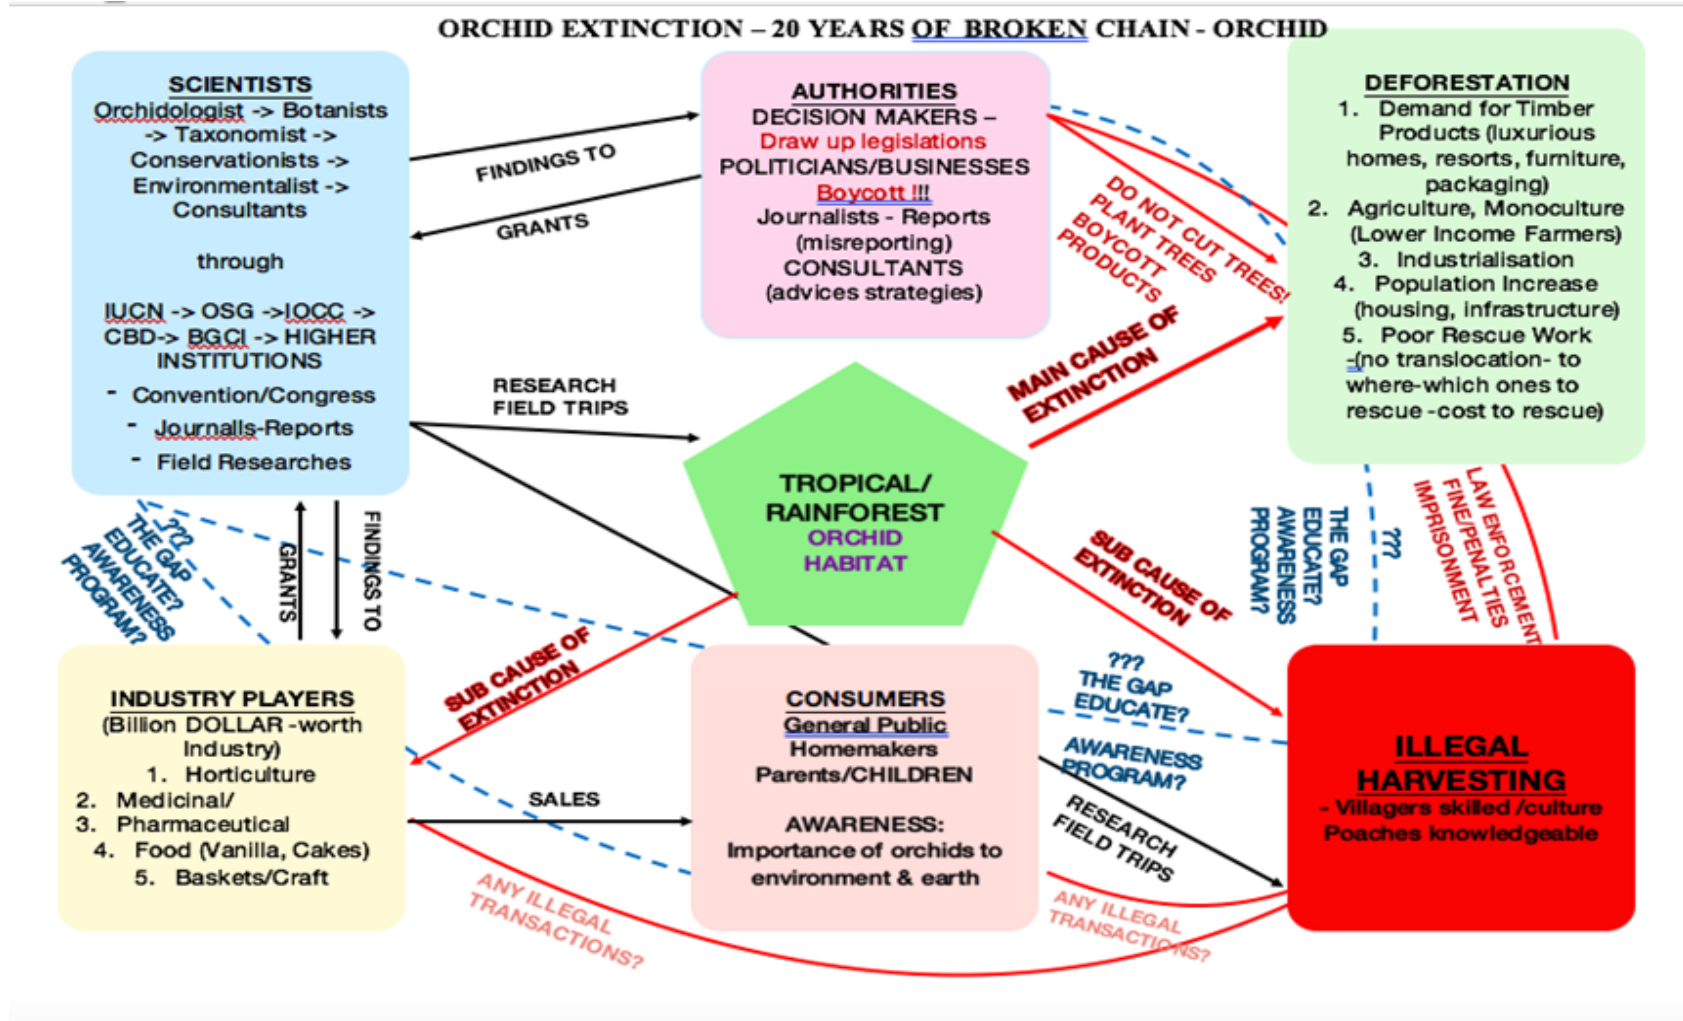 ORCHID EXTINCTION – 20 YEARS OF BROKEN CHAIN - ORCHID
SCIENTISTS
Orchidologist -> Botanists
-> Taxonomist ->
Conservationists ->
Environmentalist ->
Consultants
through
IUCN -> OSG ->IOCC ->
CBD-> BGCI -> HIGHER
INSTITUTIONS
- Convention/Congress
- Journalls-Reports
- Field Researches
FINDINGS TO
GRANTS
AUTHORITIES
DECISION MAKERS –
Draw up legislations
POLITICIANS/BUSINESSES
Boycott !!!
Journalists - Reports
(misreporting)
CONSULTANTS
(advices strategies)
DO NOT CUT TREES!
PLANT TREES
BOYCOTT
PRODUCTS
DEFORESTATION
1. Demand for Timber
Products (luxurious
homes, resorts, furniture,
packaging)
2. Agriculture, Monoculture
(Lower Income Farmers)
3. Industrialisation
4. Population Increase
(housing, infrastructure)
5. Poor Rescue Work
-(no translocation- to
where-which ones to
rescue -cost to rescue)
RESEARCH
FIELD TRIPS
MAIN CAUSE OF
EXTINCTION
TROPICAL/
RAINFOREST
ORCHID
HABITAT
???
THE GAP
EDUCATE?
AWARENESS
PROGRAM?
GRANTS
FINDINGS TO
SUB CAUSE OF
EXTINCTION
SUB CAUSE OF
EXTINCTION
???
THE GAP
EDUCATE?
AWARENESS
PROGRAM?
LAW ENFORCEMENT
FINE/PENALTIES
IMPRISONMENT
INDUSTRY PLAYERS
(Billion DOLLAR -worth
Industry)
1. Horticulture
2. Medicinal/
3. Pharmaceutical
4. Food (Vanilla, Cakes)
5. Baskets/Craft
SALES
CONSUMERS
General Public
Homemakers
Parents/CHILDREN
AWARENESS:
Importance of orchids to
environment & earth
???
THE GAP
EDUCATE?
AWARENESS
PROGRAM?
RESEARCH
FIELD TRIPS
ILLEGAL
HARVESTING
- Villagers skilled /culture
Poaches knowledgeable
ANY ILLEGAL
TRANSACTIONS?
ANY ILLEGAL
TRANSACTIONS?